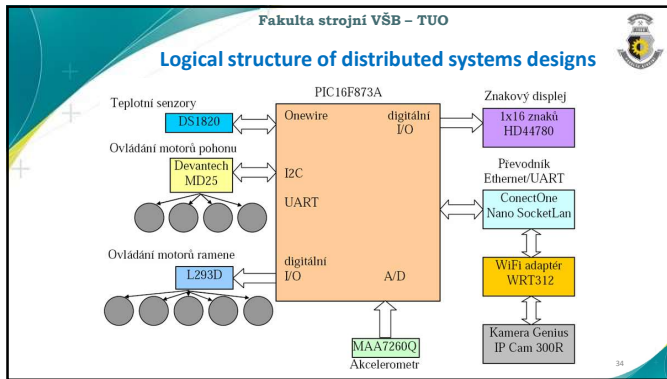 Fakulta strojní VŠB – TUO
Logical structure of distributed systems designs
PIC16F873A
Teplotní senzory
DS1820
Onewire
digitální
I/O
Znakový displej
1x16 znaků
HD44780
Ovládání motorů pohonu
Devantech
MD25
I2C
UART
Převodník
Ethernet/UART
ConectOne
Nano SocketLan
Ovládání motorů ramene
L293D
digitální
I/O
A/D
WiFi adaptér
WRT312
MAA7260Q
Akcelerometr
Kamera Genius
IP Cam 300R
34